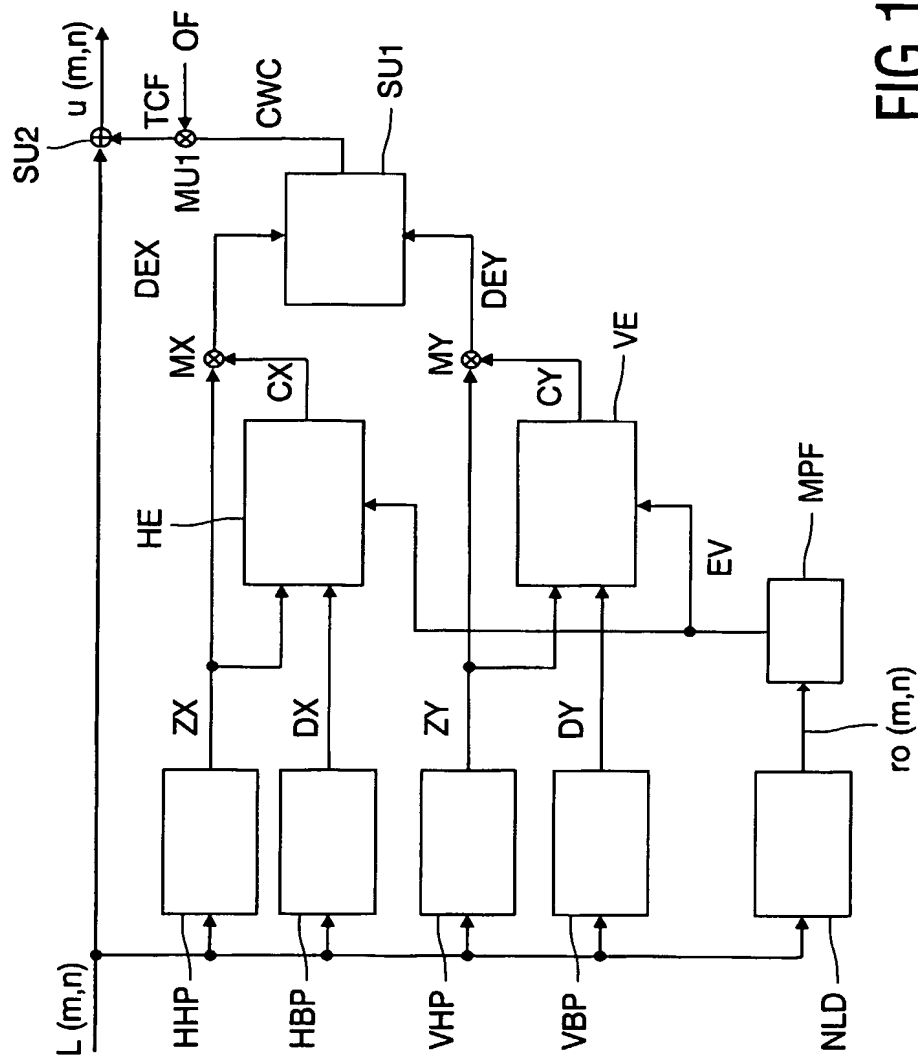 L (m,n)
SU2
u (m,n)
TCF
OF
MU1
CWC
SU1
DEX
MX
CX
HE
ZX
HHP
DX
HBP
DEY
MY
CY
VE
ZY
VHP
DY
VBP
EV
MPF
ro (m,n)
NLD
FIG.1